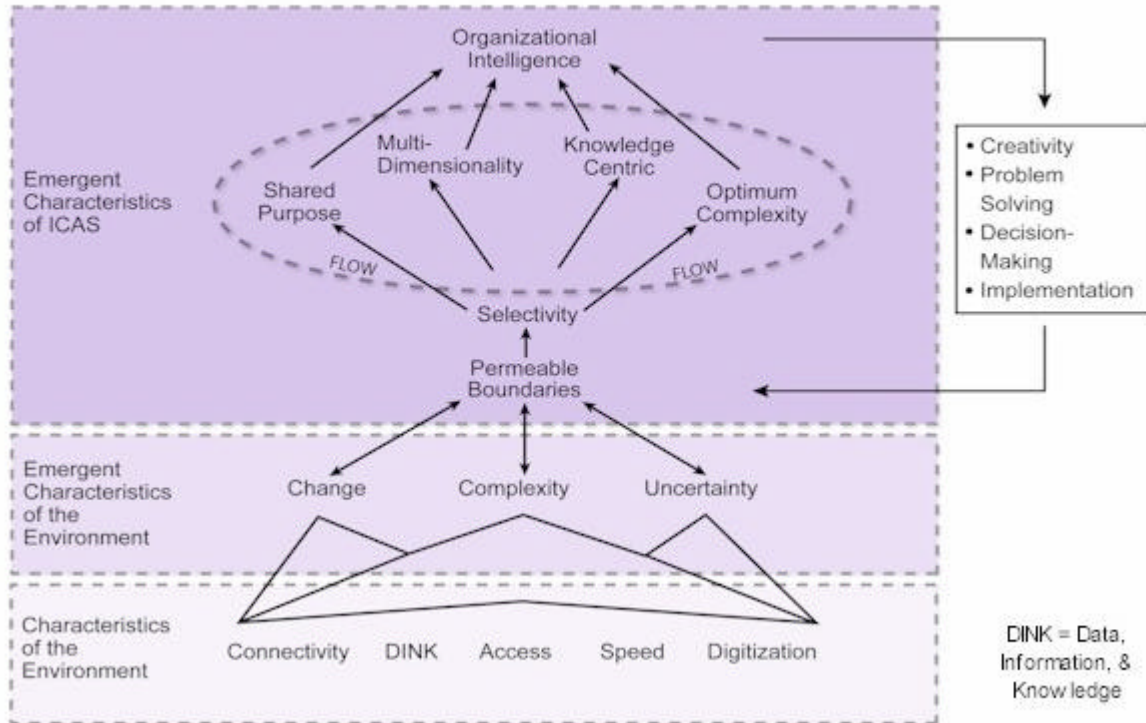 Organizational
Intelligence
Multi-
Dimensionality
Knowledge
Centric
Emergent
Characteristics
of ICAS
Shared
Purpose
Optimum
Complexity
FLOW
FLOW
Selectivity
Permeable
Boundaries
• Creativity
• Problem
Solving
• Decision-
Making
• Implementation
Emergent
Characteristics
of the
Environment
Change
Complexity
Uncertainty
Characteristics
of the
Environment
Connectivity
DINK
Access
Speed
Digitization
DINK = Data,
Information, &
Knowledge